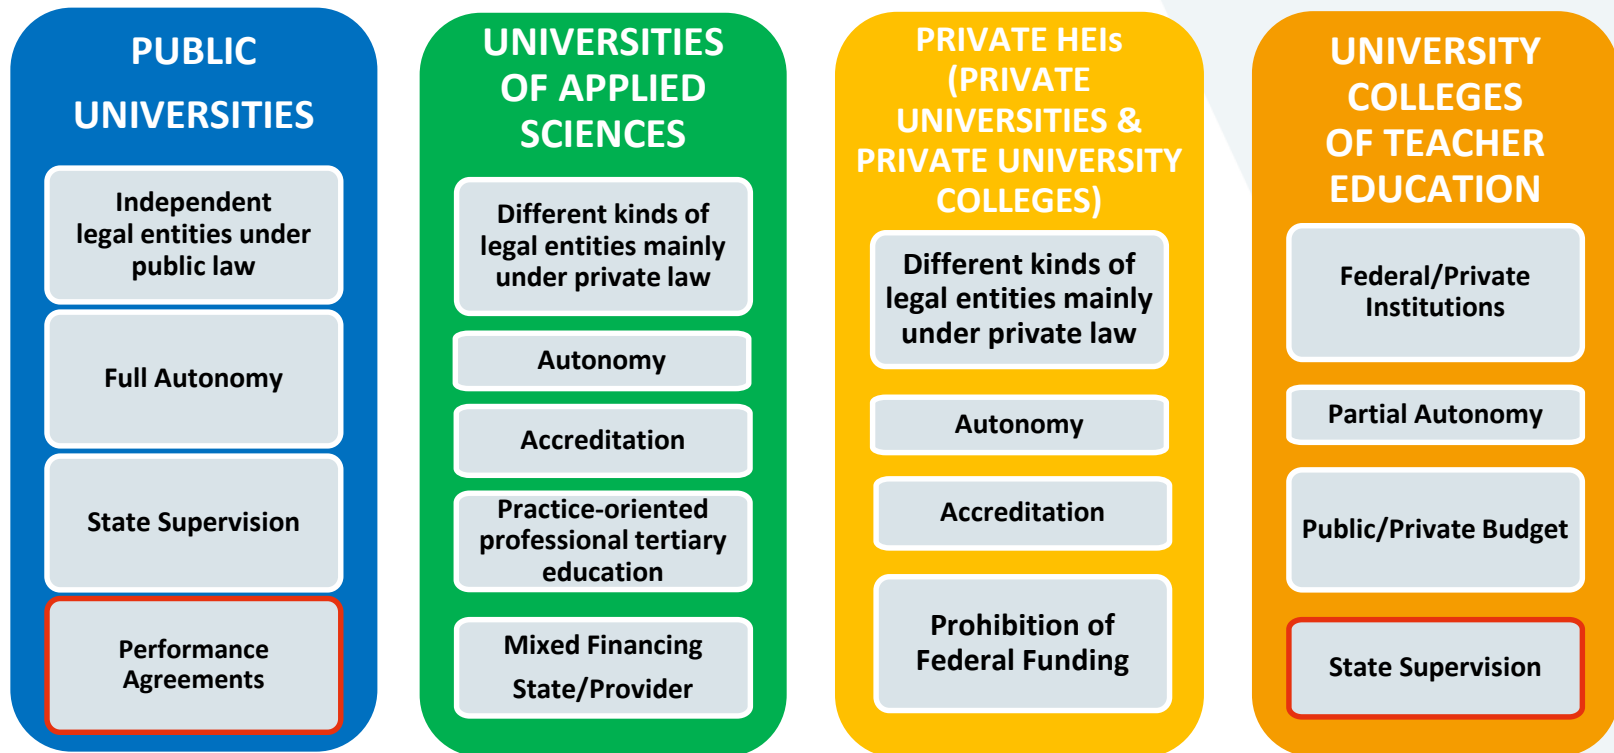 PUBLIC
UNIVERSITIES
Independent
legal entities under
public law
Full Autonomy
State Supervision
Performance
Agreements
UNIVERSITIES
OF APPLIED
SCIENCES
Different kinds of
legal entities mainly
under private law
Autonomy
Accreditation
Practice-oriented
professional tertiary
education
Mixed Financing
State/Provider
PRIVATE HEIs
(PRIVATE
UNIVERSITIES &
PRIVATE UNIVERSITY
COLLEGES)
Different kinds of
legal entities mainly
under private law
Autonomy
Accreditation
Prohibition of
Federal Funding
UNIVERSITY
COLLEGES
OF TEACHER
EDUCATION
Federal/Private
Institutions
Partial Autonomy
Public/Private Budget
State Supervision